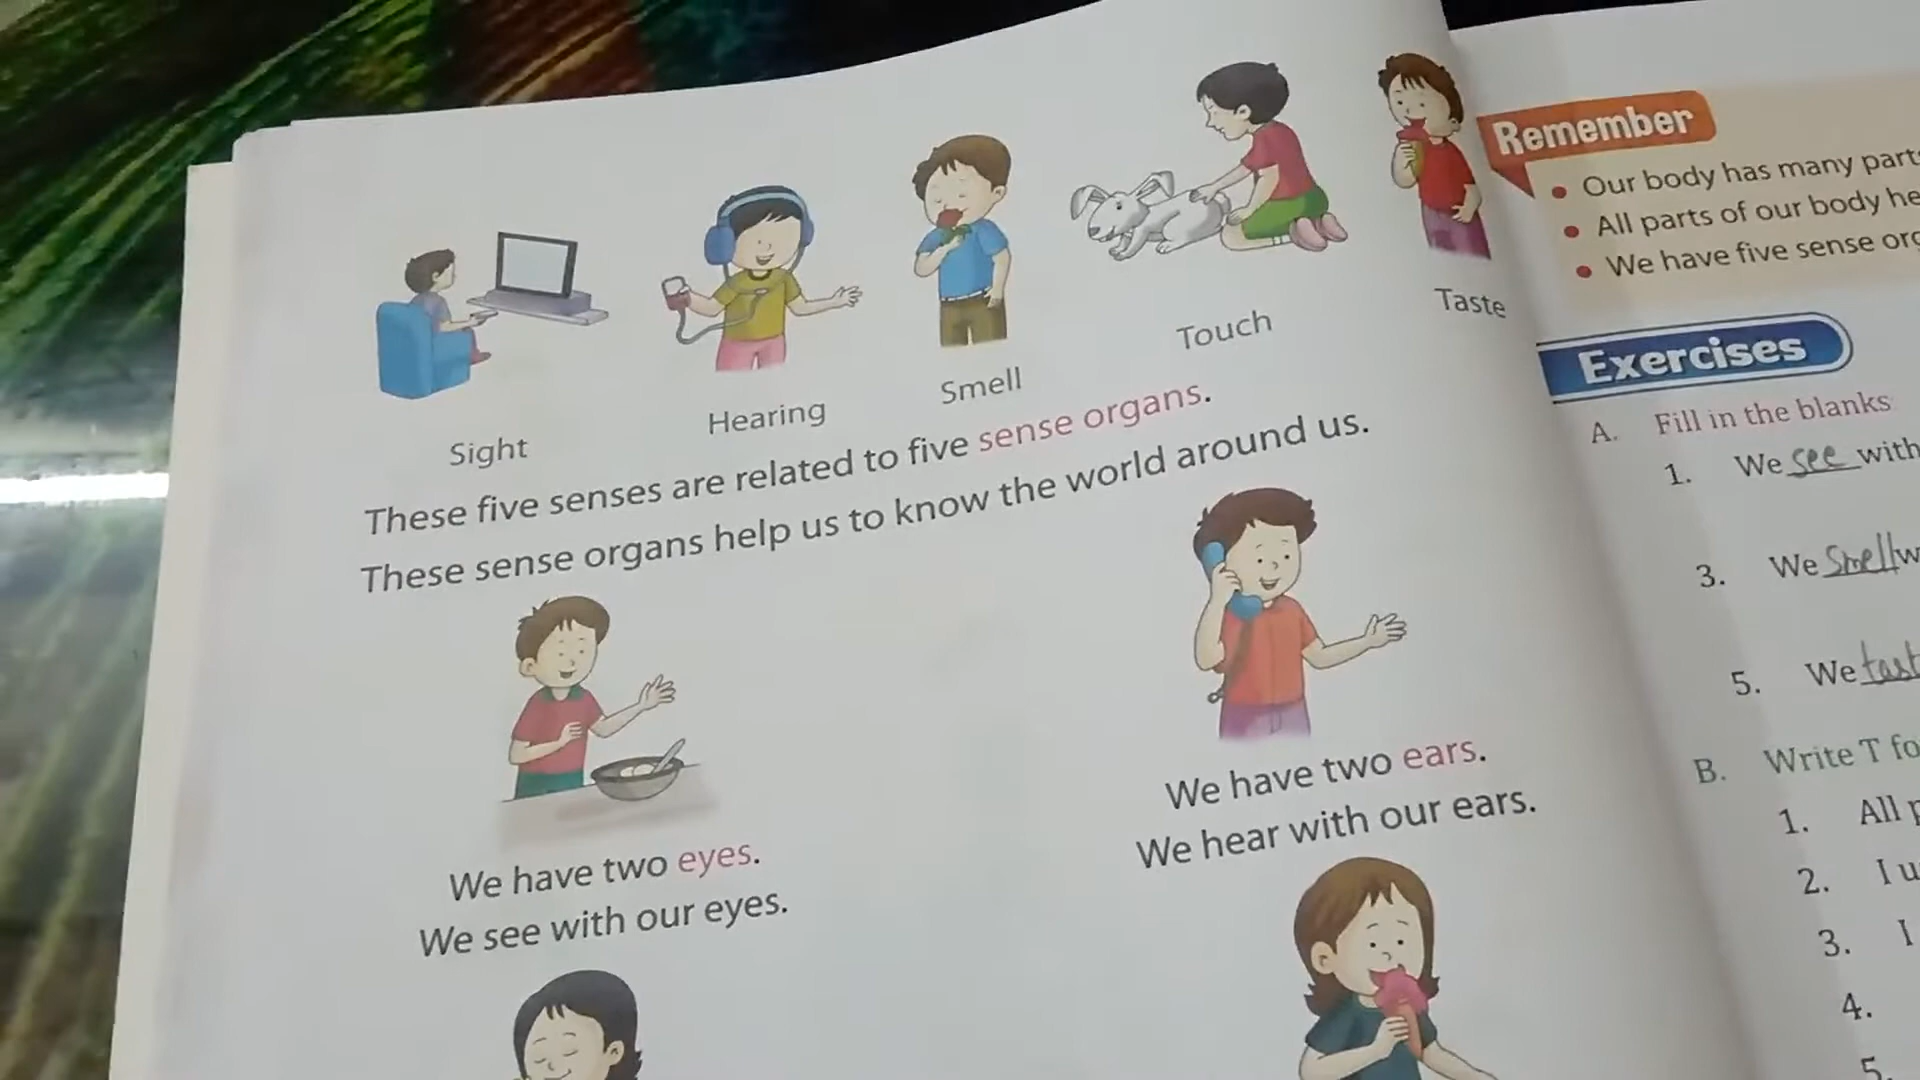 Sight
Hearing
Smell
Touch
Taste
These five senses are related to five sense organs.
These sense organs help us to know the world around us.
We have two eyes.
We see with our eyes.
We have two ears.
We hear with our ears.
Remember
• Our body has many parts
• All parts of our body
• We have five sense
Exercises
A. Fill in the blanks
1. We see with
3. We Smell
5. We
B. Write T
1. All
2. I
3. I
4.
5.